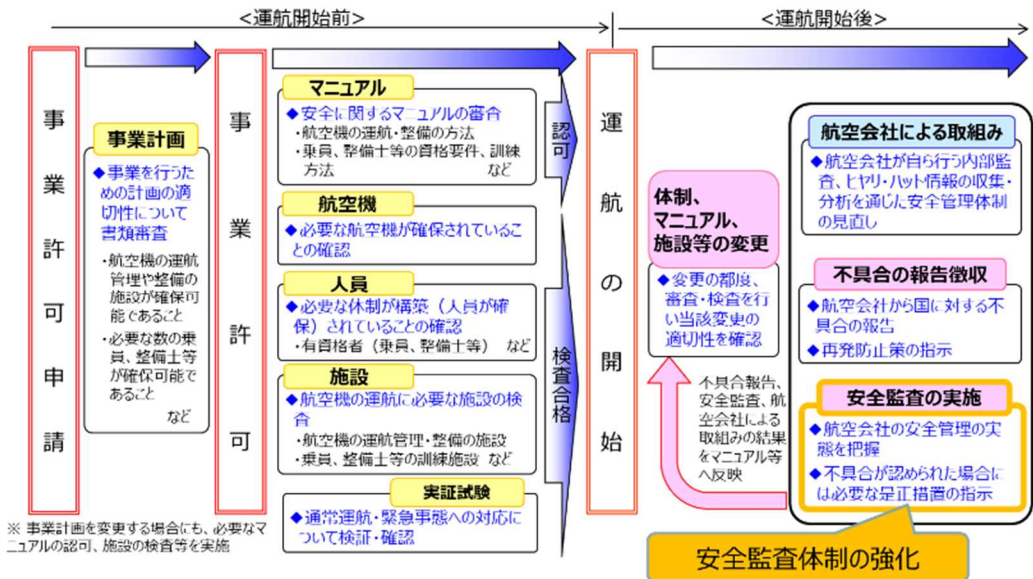 <運航開始前>
<運航開始後>
事業許可申請
事業計画
◆事業を行うた
めの計画の適
切性について
書類審査
・航空機の運航
管理や整備の
施設が確保可
能であること
・必要な数の乗
員、整備士等
が確保可能で
あること
など
事業許可
マニュアル
◆安全に関するマニュアルの審査
・航空機の運航・整備の方法
・乗員、整備士等の資格要件、訓練
方法
など
航空機
◆必要な航空機が確保されているこ
との確認
人員
◆必要な体制が構築（人員が確
保）されていることの確認
・有資格者（乗員、整備士等） など
施設
◆航空機の運航に必要な施設の検
査
・航空機の運航管理・整備の施設
・乗員、整備士等の訓練施設 など
実証試験
◆通常運航・緊急事態への対応に
ついて検証・確認
認可
検査合格
運航の開始
体制、
マニュアル、
施設等の変更
◆変更の都度、
審査・検査を行
い当該変更の
適切性を確認
不具合報告、
安全監査、航
空会社による
取組みの結果
をマニュアル等
へ反映
航空会社による取組み
◆航空会社が自ら行う内部監
査、ヒヤリ・ハット情報の収集・
分析を通じた安全管理体制の
見直し
不具合の報告徴収
◆航空会社から国に対する不
具合の報告
◆再発防止策の指示
安全監査の実施
◆航空会社の安全管理の実
態を把握
◆不具合が認められた場合に
は必要な是正措置の指示
安全監査体制の強化
※ 事業計画を変更する場合にも、必要なマ
ニュアルの認可、施設の検査等を実施